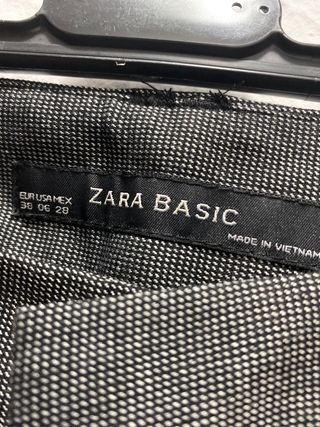 EUR USA MEX
38 06 28
ZARA BASIC
MADE IN VIETNAM